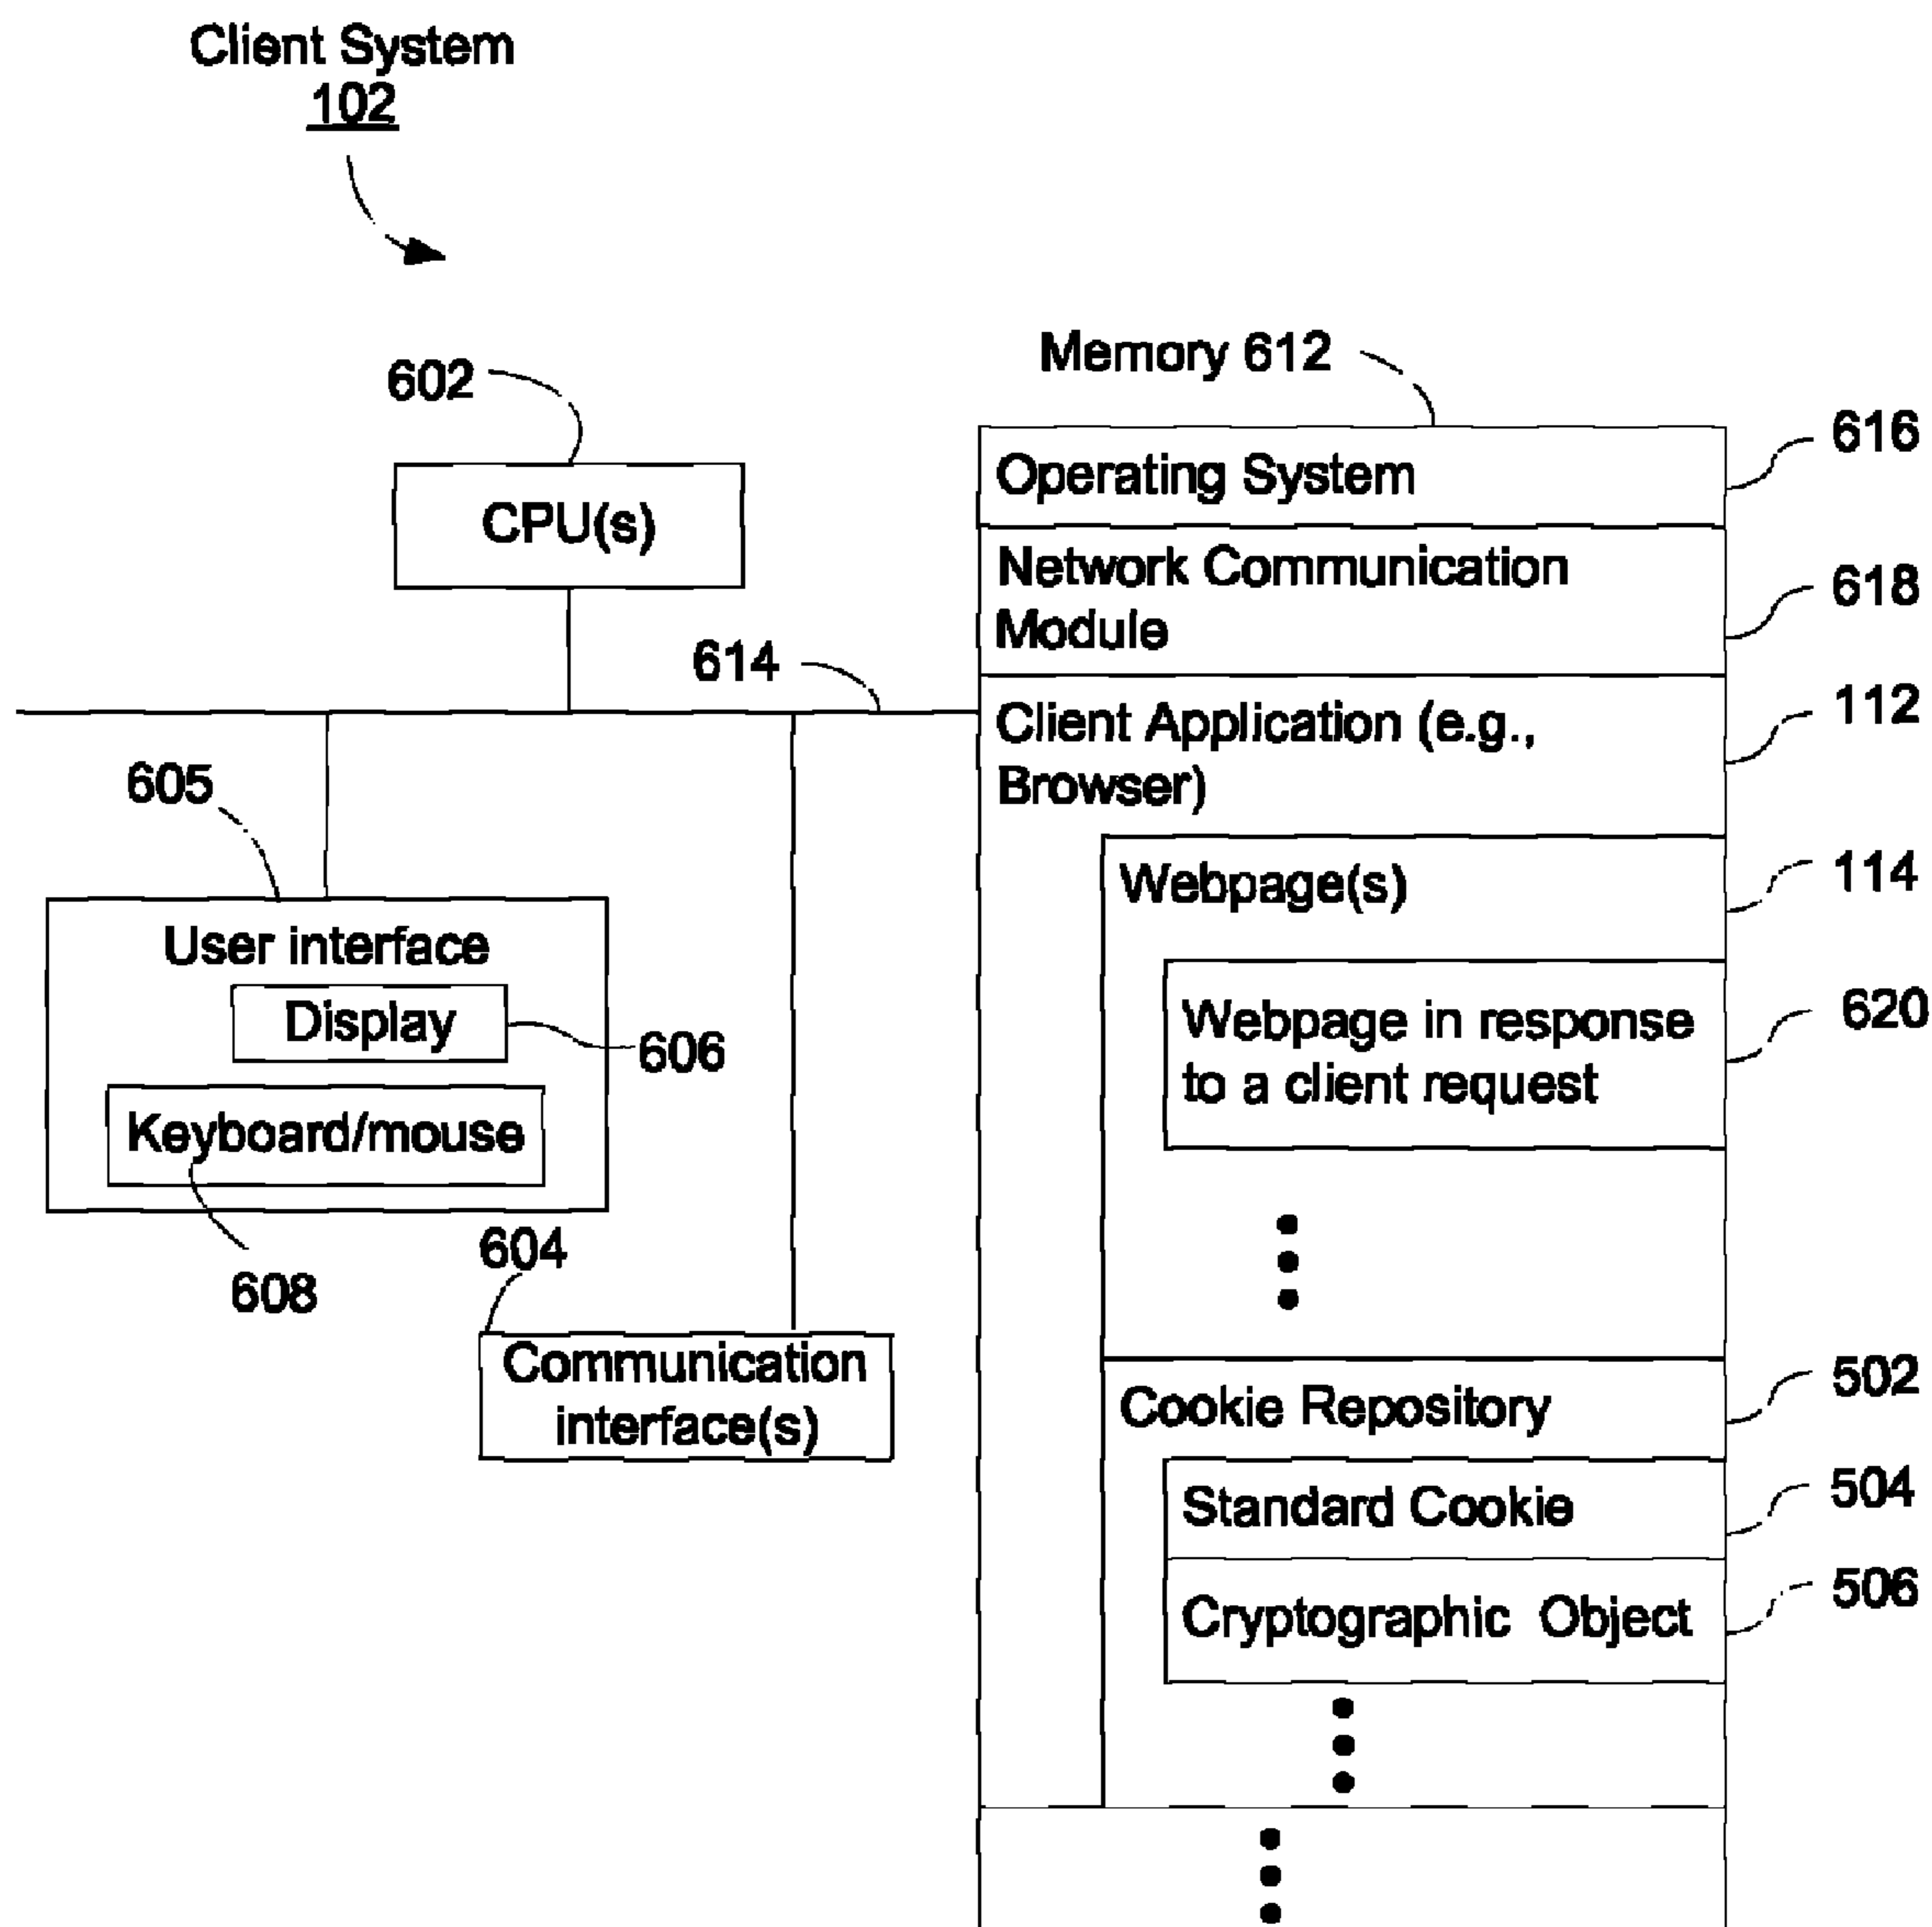 Client System
102
Memory 612
602
616
Operating System
CPU(s)
Network Communication
Module
618
614
Client Application (e.g.,
Browser)
112
605
Webpage(s)
114
User interface
Display
606
Keyboard/mouse
608
Webpage in response
to a client request
620
604
Communication
interface(s)
Cookie Repository
502
Standard Cookie
504
Cryptographic Object
506